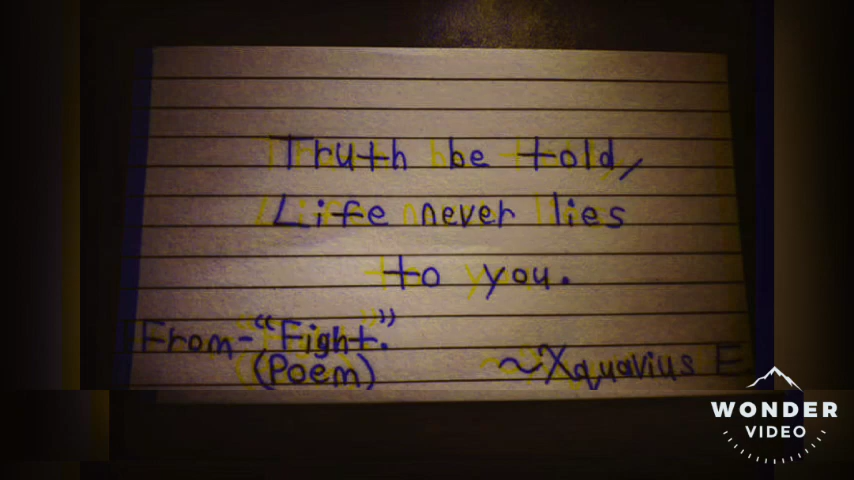 Truth be told,
Life never lies
to you.
From-"Fight."
(Poem)
~Xquavius E
WONDER
VIDEO